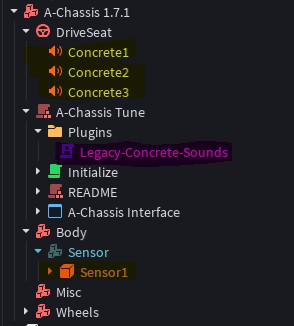 A-Chassis 1.7.1
DriveSeat
Concrete1
Concrete2
Concrete3
A-Chassis Tune
Plugins
Legacy-Concrete-Sounds
Initialize
README
A-Chassis Interface
Body
Sensor
Sensor1
Misc
Wheels